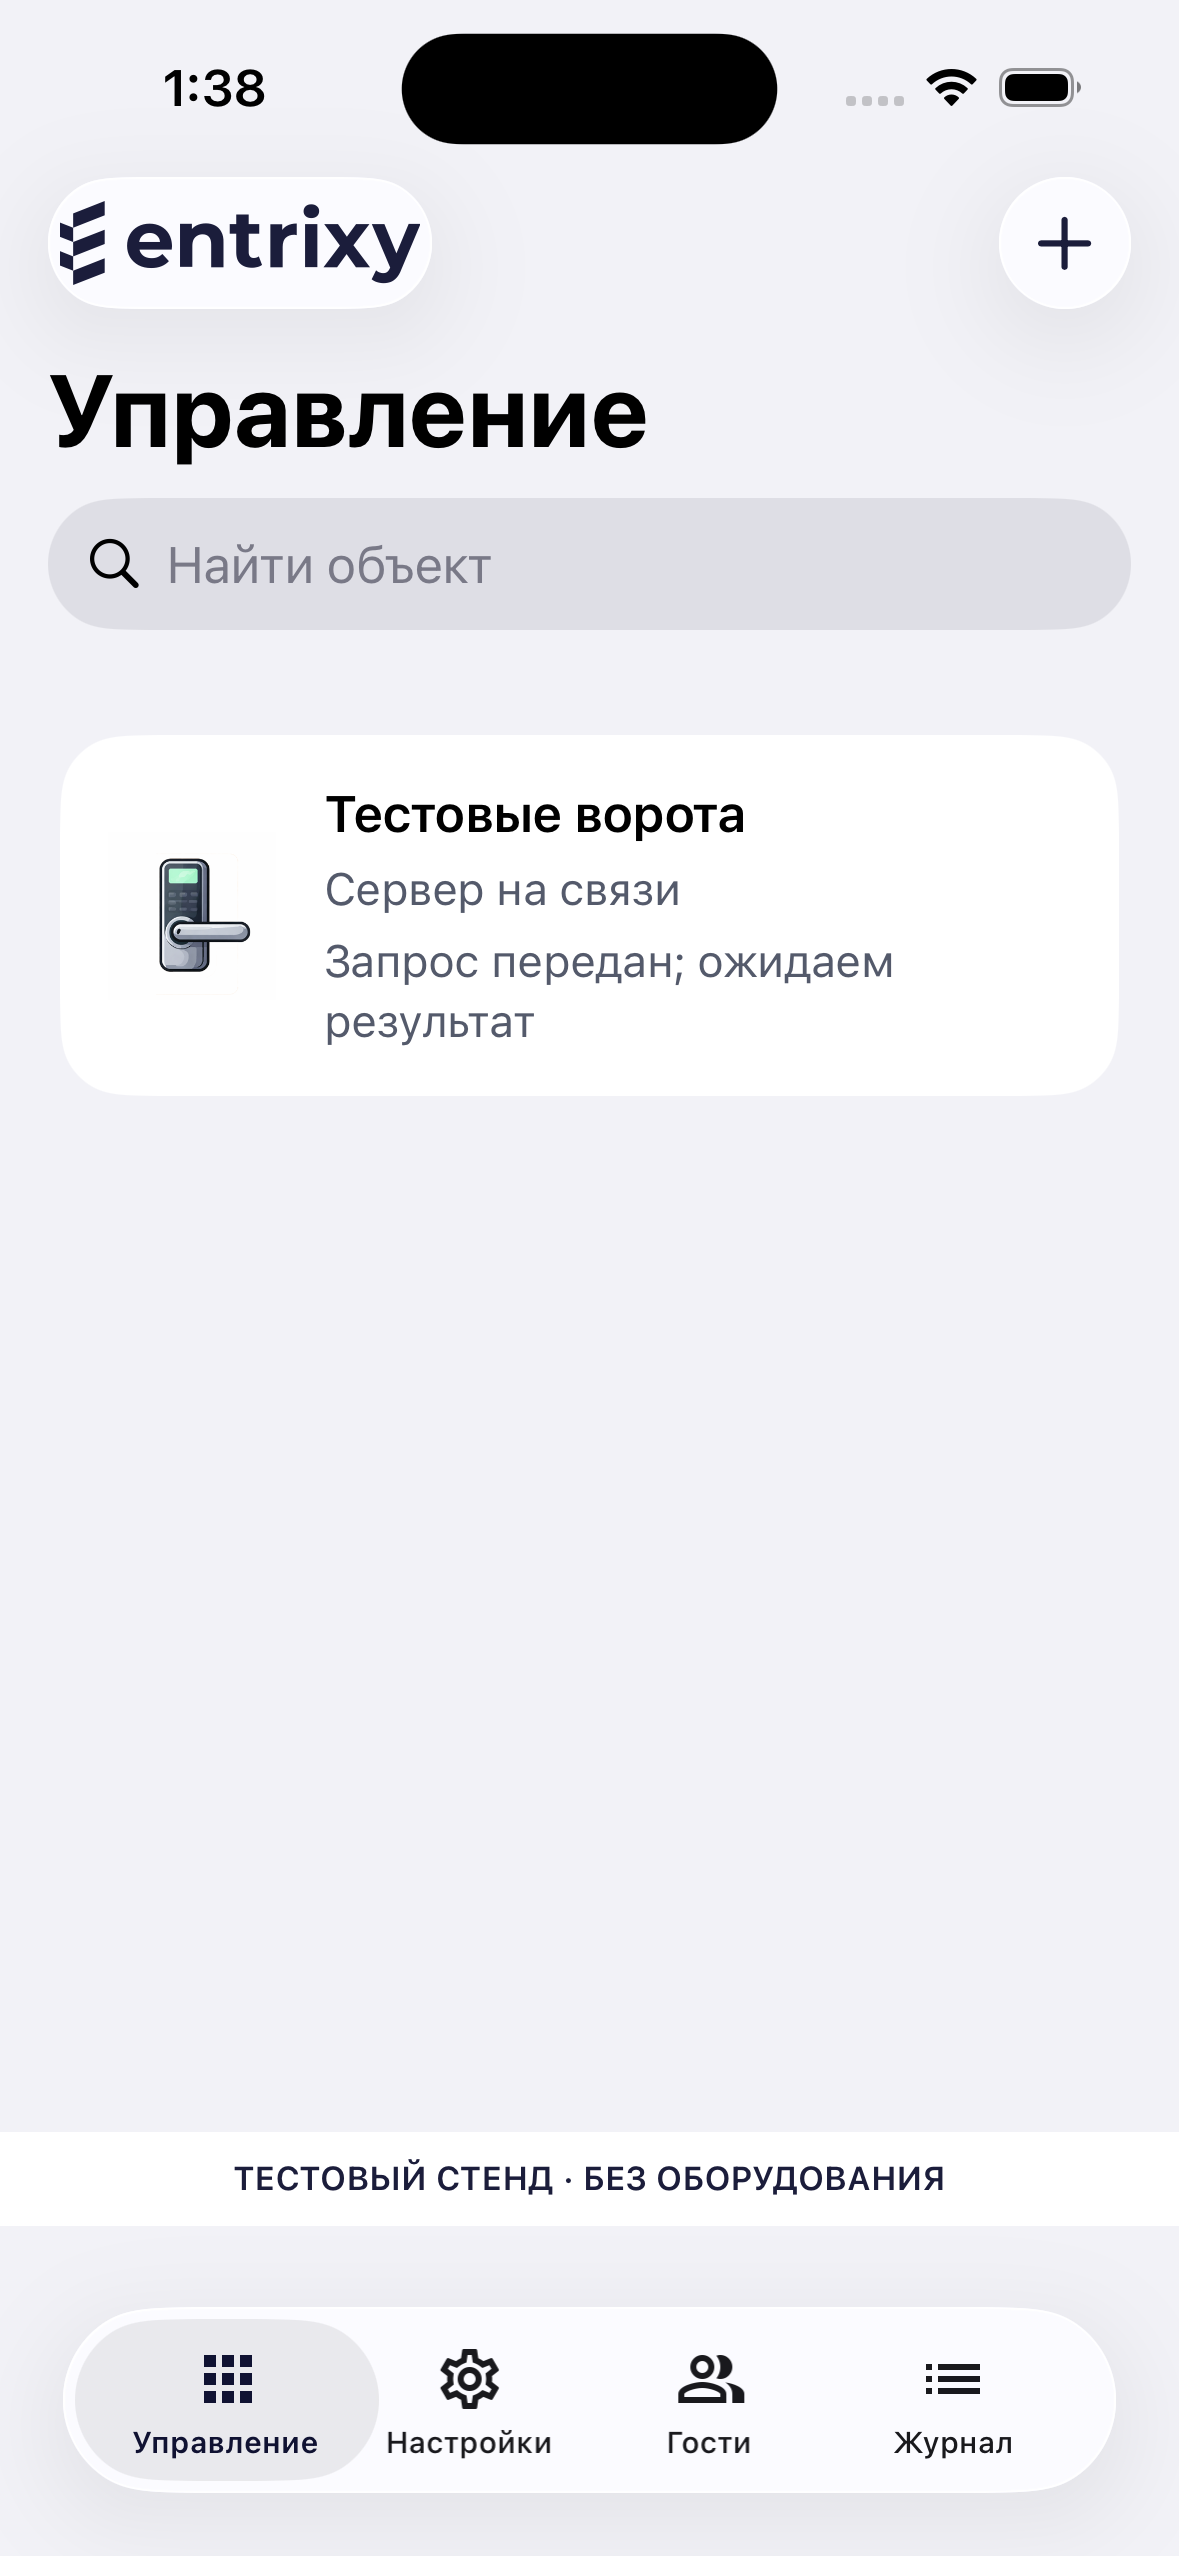 1:38
entrixy
Управление
Найти объект
Тестовые ворота
Сервер на связи
Запрос передан; ожидаем
результат
ТЕСТОВЫЙ СТЕНД · БЕЗ ОБОРУДОВАНИЯ
Управление
Настройки
Гости
Журнал